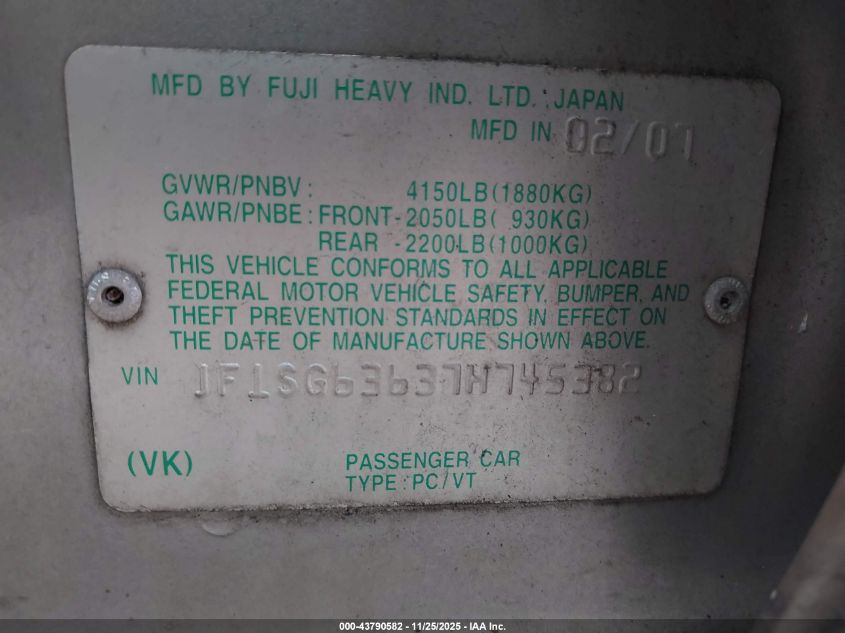 MFD BY FUJI HEAVY IND. LTD. JAPAN
MFD IN 02/07
GVWR/PNBV: 4150LB(1880KG)
GAWR/PNBE: FRONT-2050LB( 930KG)
REAR -2200LB(1000KG)
THIS VEHICLE CONFORMS TO ALL APPLICABLE
FEDERAL MOTOR VEHICLE SAFETY, BUMPER, AND
THEFT PREVENTION STANDARDS IN EFFECT ON
THE DATE OF MANUFACTURE SHOWN ABOVE.
VIN JF1SG63637H745382
(VK) PASSENGER CAR
TYPE: PC/VT
000-43790582 - 11/25/2025 - IAA Inc.